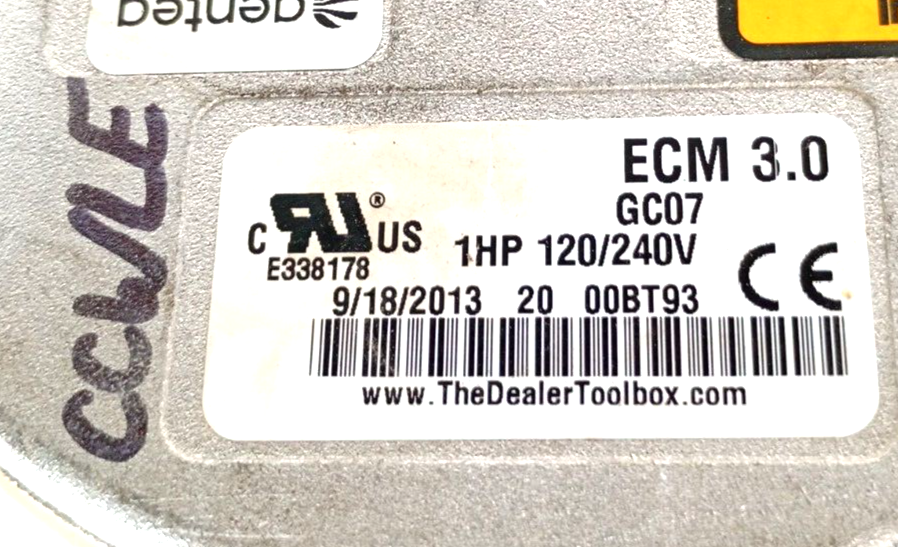 genteq
ECM 3.0
GC07
C US ®
1HP 120/240V
E338178
CE
9/18/2013 20 00BT93
www.TheDealerToolbox.com
CCWLE